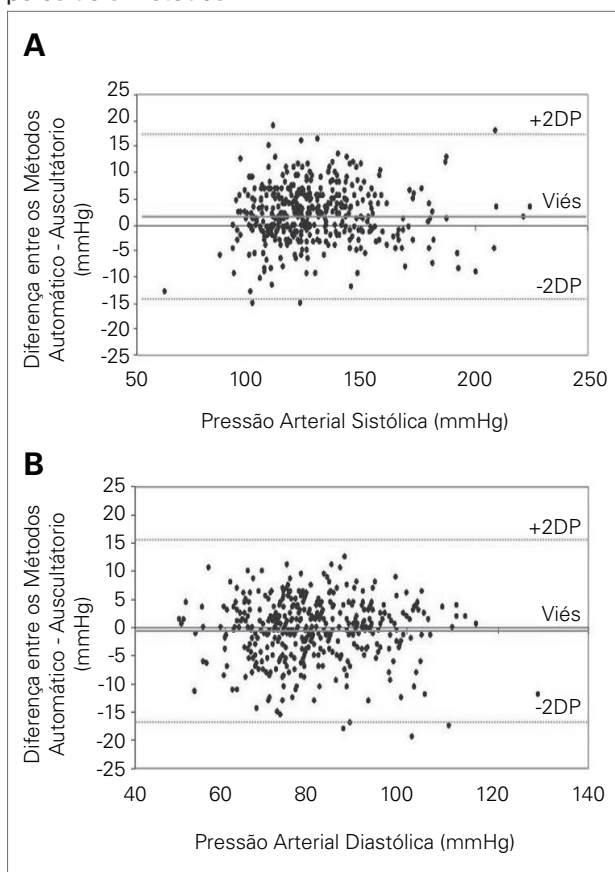 A
Diferença entre os Métodos
Automático - Auscultátorio
(mmHg)
25
20
15
10
5
0
-5
-10
-15
-20
-25
+2DP
Viés
-2DP
50
100
150
200
250
Pressão Arterial Sistólica (mmHg)
B
Diferença entre os Métodos
Automático - Auscultátorio
(mmHg)
25
20
15
10
5
0
-5
-10
-15
-20
-25
+2DP
Viés
-2DP
40
60
80
100
120
140
Pressão Arterial Diastólica (mmHg)